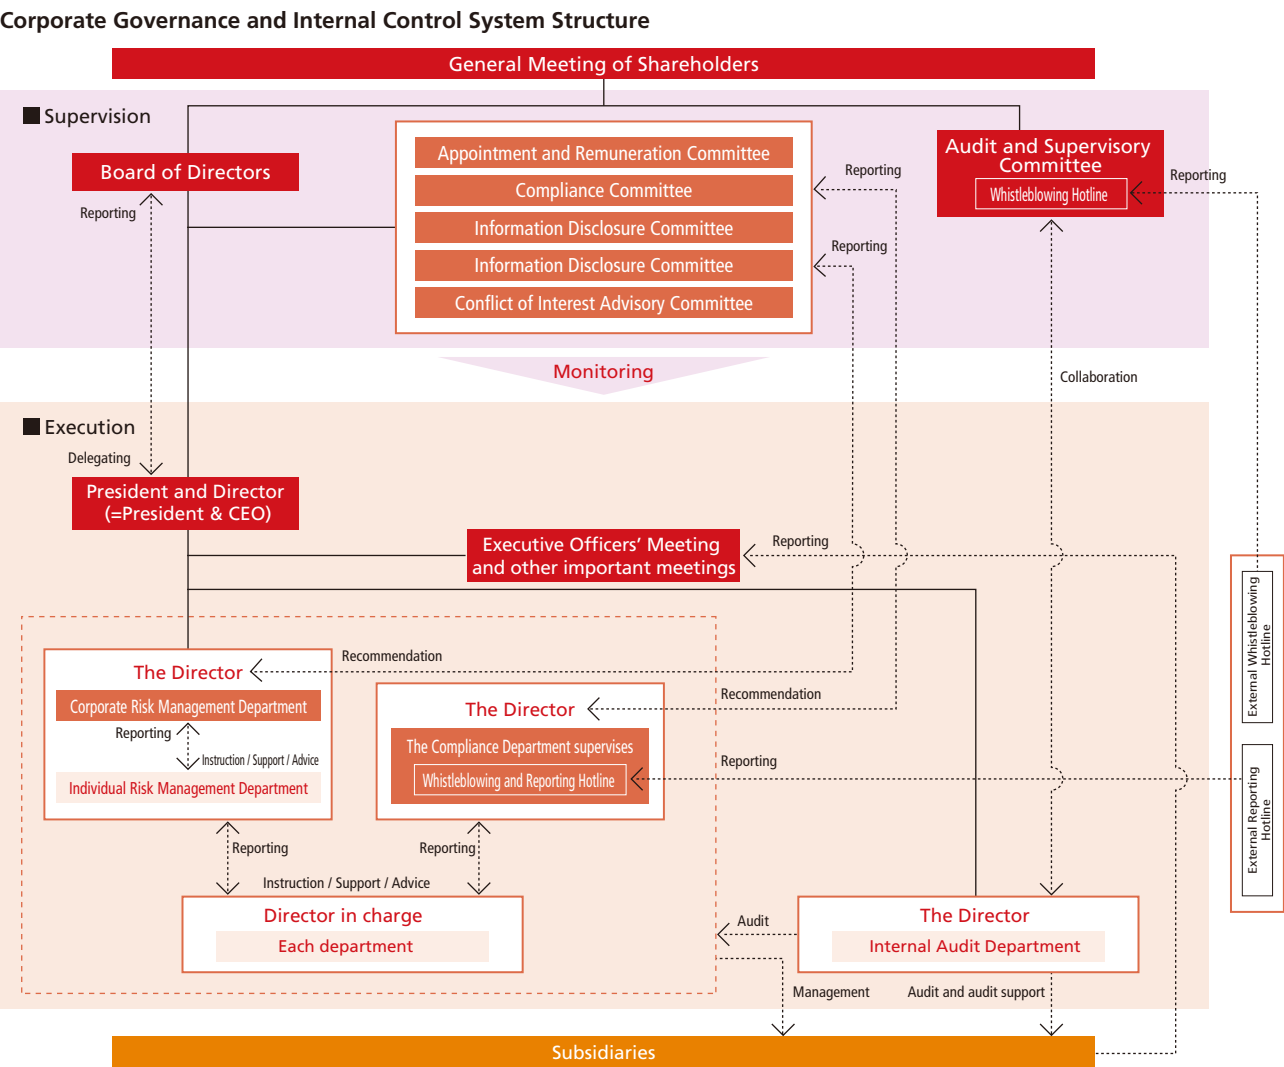 Corporate Governance and Internal Control System Structure
General Meeting of Shareholders
Supervision
Board of Directors
Reporting
Appointment and Remuneration Committee
Compliance Committee
Information Disclosure Committee
Information Disclosure Committee
Conflict of Interest Advisory Committee
Reporting
Reporting
Audit and Supervisory
Committee
Whistleblowing Hotline
Reporting
Monitoring
Collaboration
Execution
Delegating
President and Director
(=President & CEO)
Executive Officers’ Meeting
and other important meetings
Reporting
The Director
Recommendation
Corporate Risk Management Department
Reporting
Instruction / Support / Advice
Individual Risk Management Department
The Director
Recommendation
The Compliance Department supervises
Whistleblowing and Reporting Hotline
Reporting
External Whistleblowing
Hotline
External Reporting
Hotline
Reporting
Reporting
Instruction / Support / Advice
Director in charge
Each department
Audit
The Director
Internal Audit Department
Management
Audit and audit support
Subsidiaries